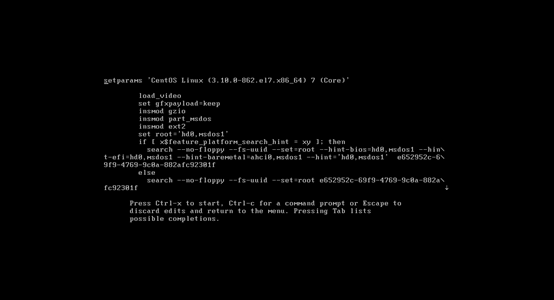 setparams 'CentOS Linux (3.10.0-862.el7.x86_64) 7 (Core)'
load_video
set gfxpayload=keep
insmod gzio
insmod part_msdos
insmod ext2
set root='hd0,msdos1'
if [ x$feature_platform_search_hint = xy ]; then
search --no-floppy --fs-uuid --set=root --hint-bios=hd0,msdos1 --hin\
t-efi=hd0,msdos1 --hint-baremetal=ahci0,msdos1 --hint='hd0,msdos1'  e652952c-6\
9f9-4769-9c0a-882afc92301f
else
search --no-floppy --fs-uuid --set=root e652952c-69f9-4769-9c0a-882a\
fc92301f
Press Ctrl-x to start, Ctrl-c for a command prompt or Escape to
discard edits and return to the menu. Pressing Tab lists
possible completions.